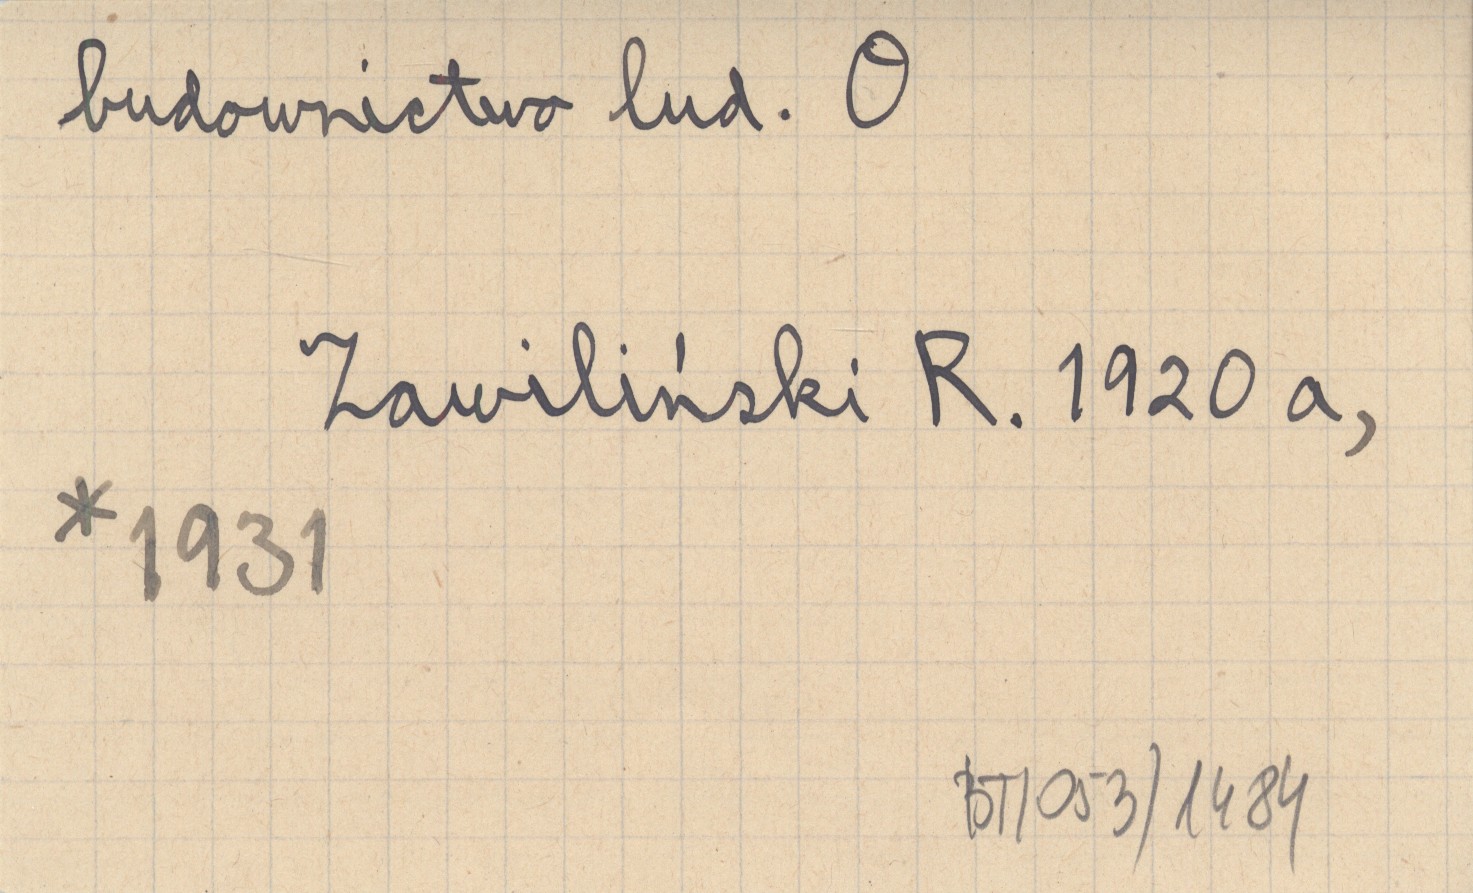 budownictwo lud. O
Zawiliński R. 1920 a,
*1931
BT/053/1484